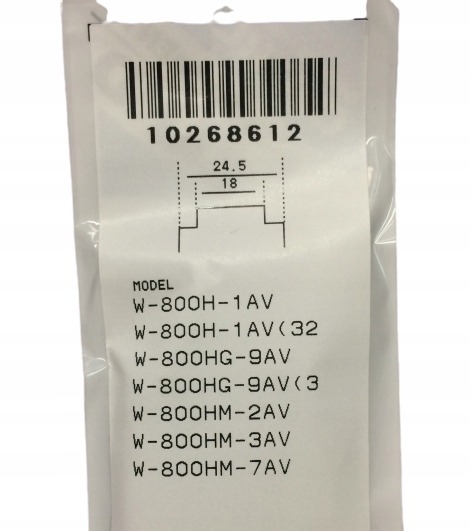 10268612
24.5
18
MODEL
W-800H-1AV
W-800H-1AV(32
W-800HG-9AV
W-800HG-9AV(3
W-800HM-2AV
W-800HM-3AV
W-800HM-7AV